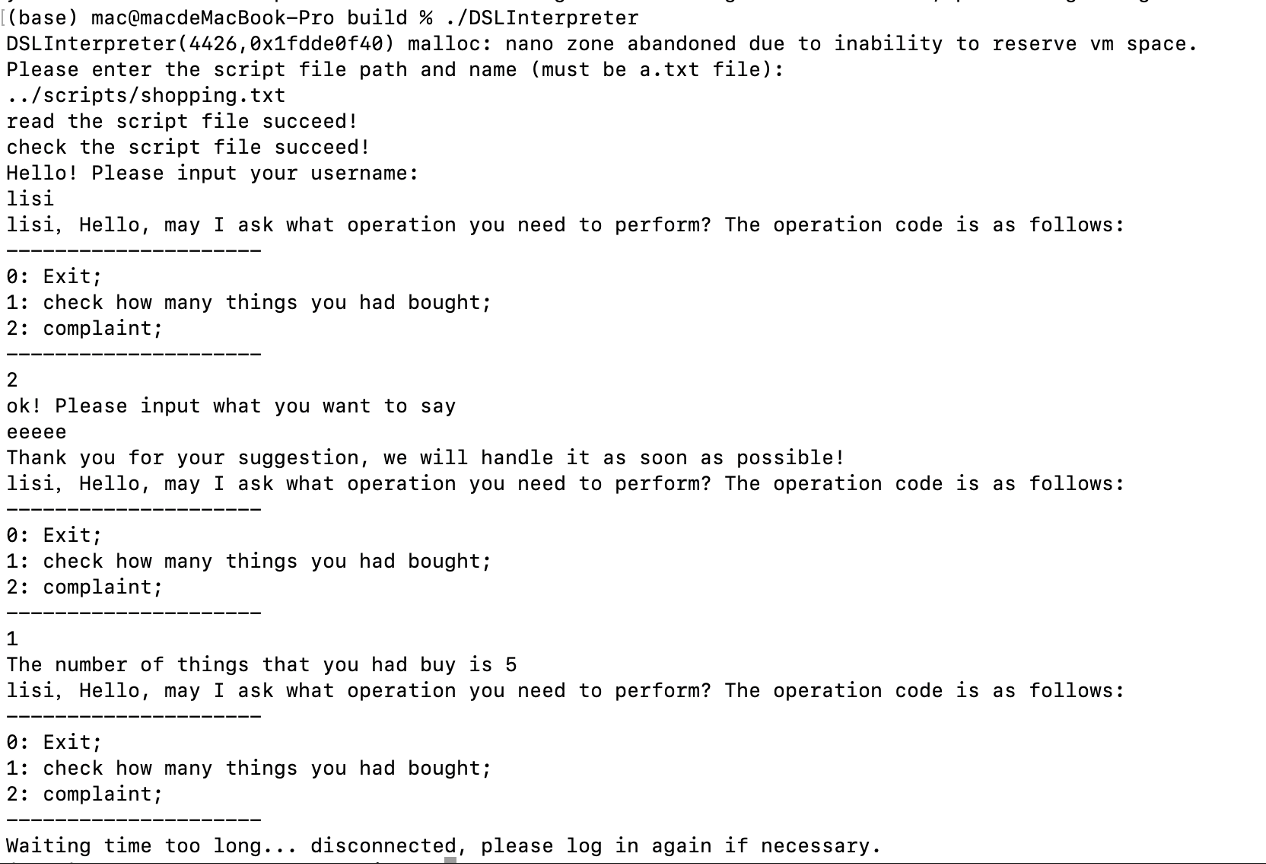 (base) mac@macdeMacBook-Pro build % ./DSLInterpreter
DSLInterpreter(4426,0x1fdde0f40) malloc: nano zone abandoned due to inability to reserve vm space.
Please enter the script file path and name (must be a.txt file):
../scripts/shopping.txt
read the script file succeed!
check the script file succeed!
Hello! Please input your username:
lisi
lisi, Hello, may I ask what operation you need to perform? The operation code is as follows:
---------------------
0: Exit;
1: check how many things you had bought;
2: complaint;
---------------------
2
ok! Please input what you want to say
eeeee
Thank you for your suggestion, we will handle it as soon as possible!
lisi, Hello, may I ask what operation you need to perform? The operation code is as follows:
---------------------
0: Exit;
1: check how many things you had bought;
2: complaint;
---------------------
1
The number of things that you had buy is 5
lisi, Hello, may I ask what operation you need to perform? The operation code is as follows:
---------------------
0: Exit;
1: check how many things you had bought;
2: complaint;
---------------------
Waiting time too long... disconnected, please log in again if necessary.